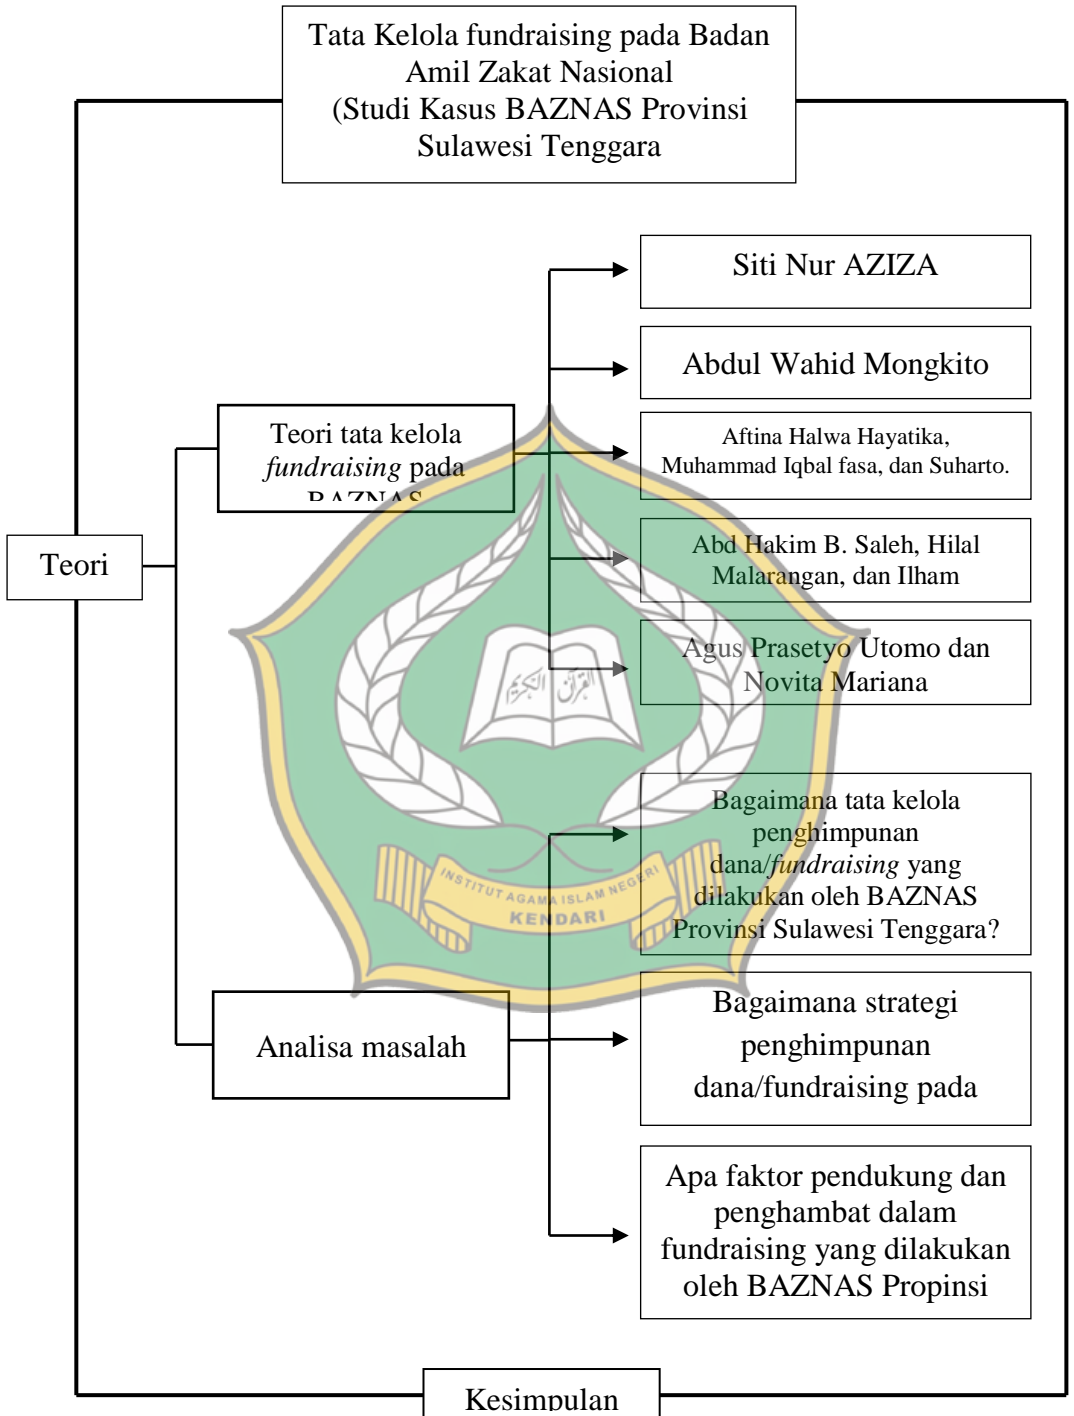 Tata Kelola fundraising pada Badan
Amil Zakat Nasional
(Studi Kasus BAZNAS Provinsi
Sulawesi Tenggara
Siti Nur AZIZA
Abdul Wahid Mongkito
Teori tata kelola
fundraising pada
BAZNAS
Aftina Halwa Hayatika,
Muhammad Iqbal fasa, dan Suharto.
Abd Hakim B. Saleh, Hilal
Malarangan, dan Ilham
Teori
Agus Prasetyo Utomo dan
Novita Mariana
القرآن الكريم
Bagaimana tata kelola
penghimpunan
dana/fundraising yang
dilakukan oleh BAZNAS
Provinsi Sulawesi Tenggara?
INSTITUT AGAMA ISLAM NEGERI
KENDARI
Analisa masalah
Bagaimana strategi
penghimpunan
dana/fundraising pada
Apa faktor pendukung dan
penghambat dalam
fundraising yang dilakukan
oleh BAZNAS Propinsi
Kesimpulan